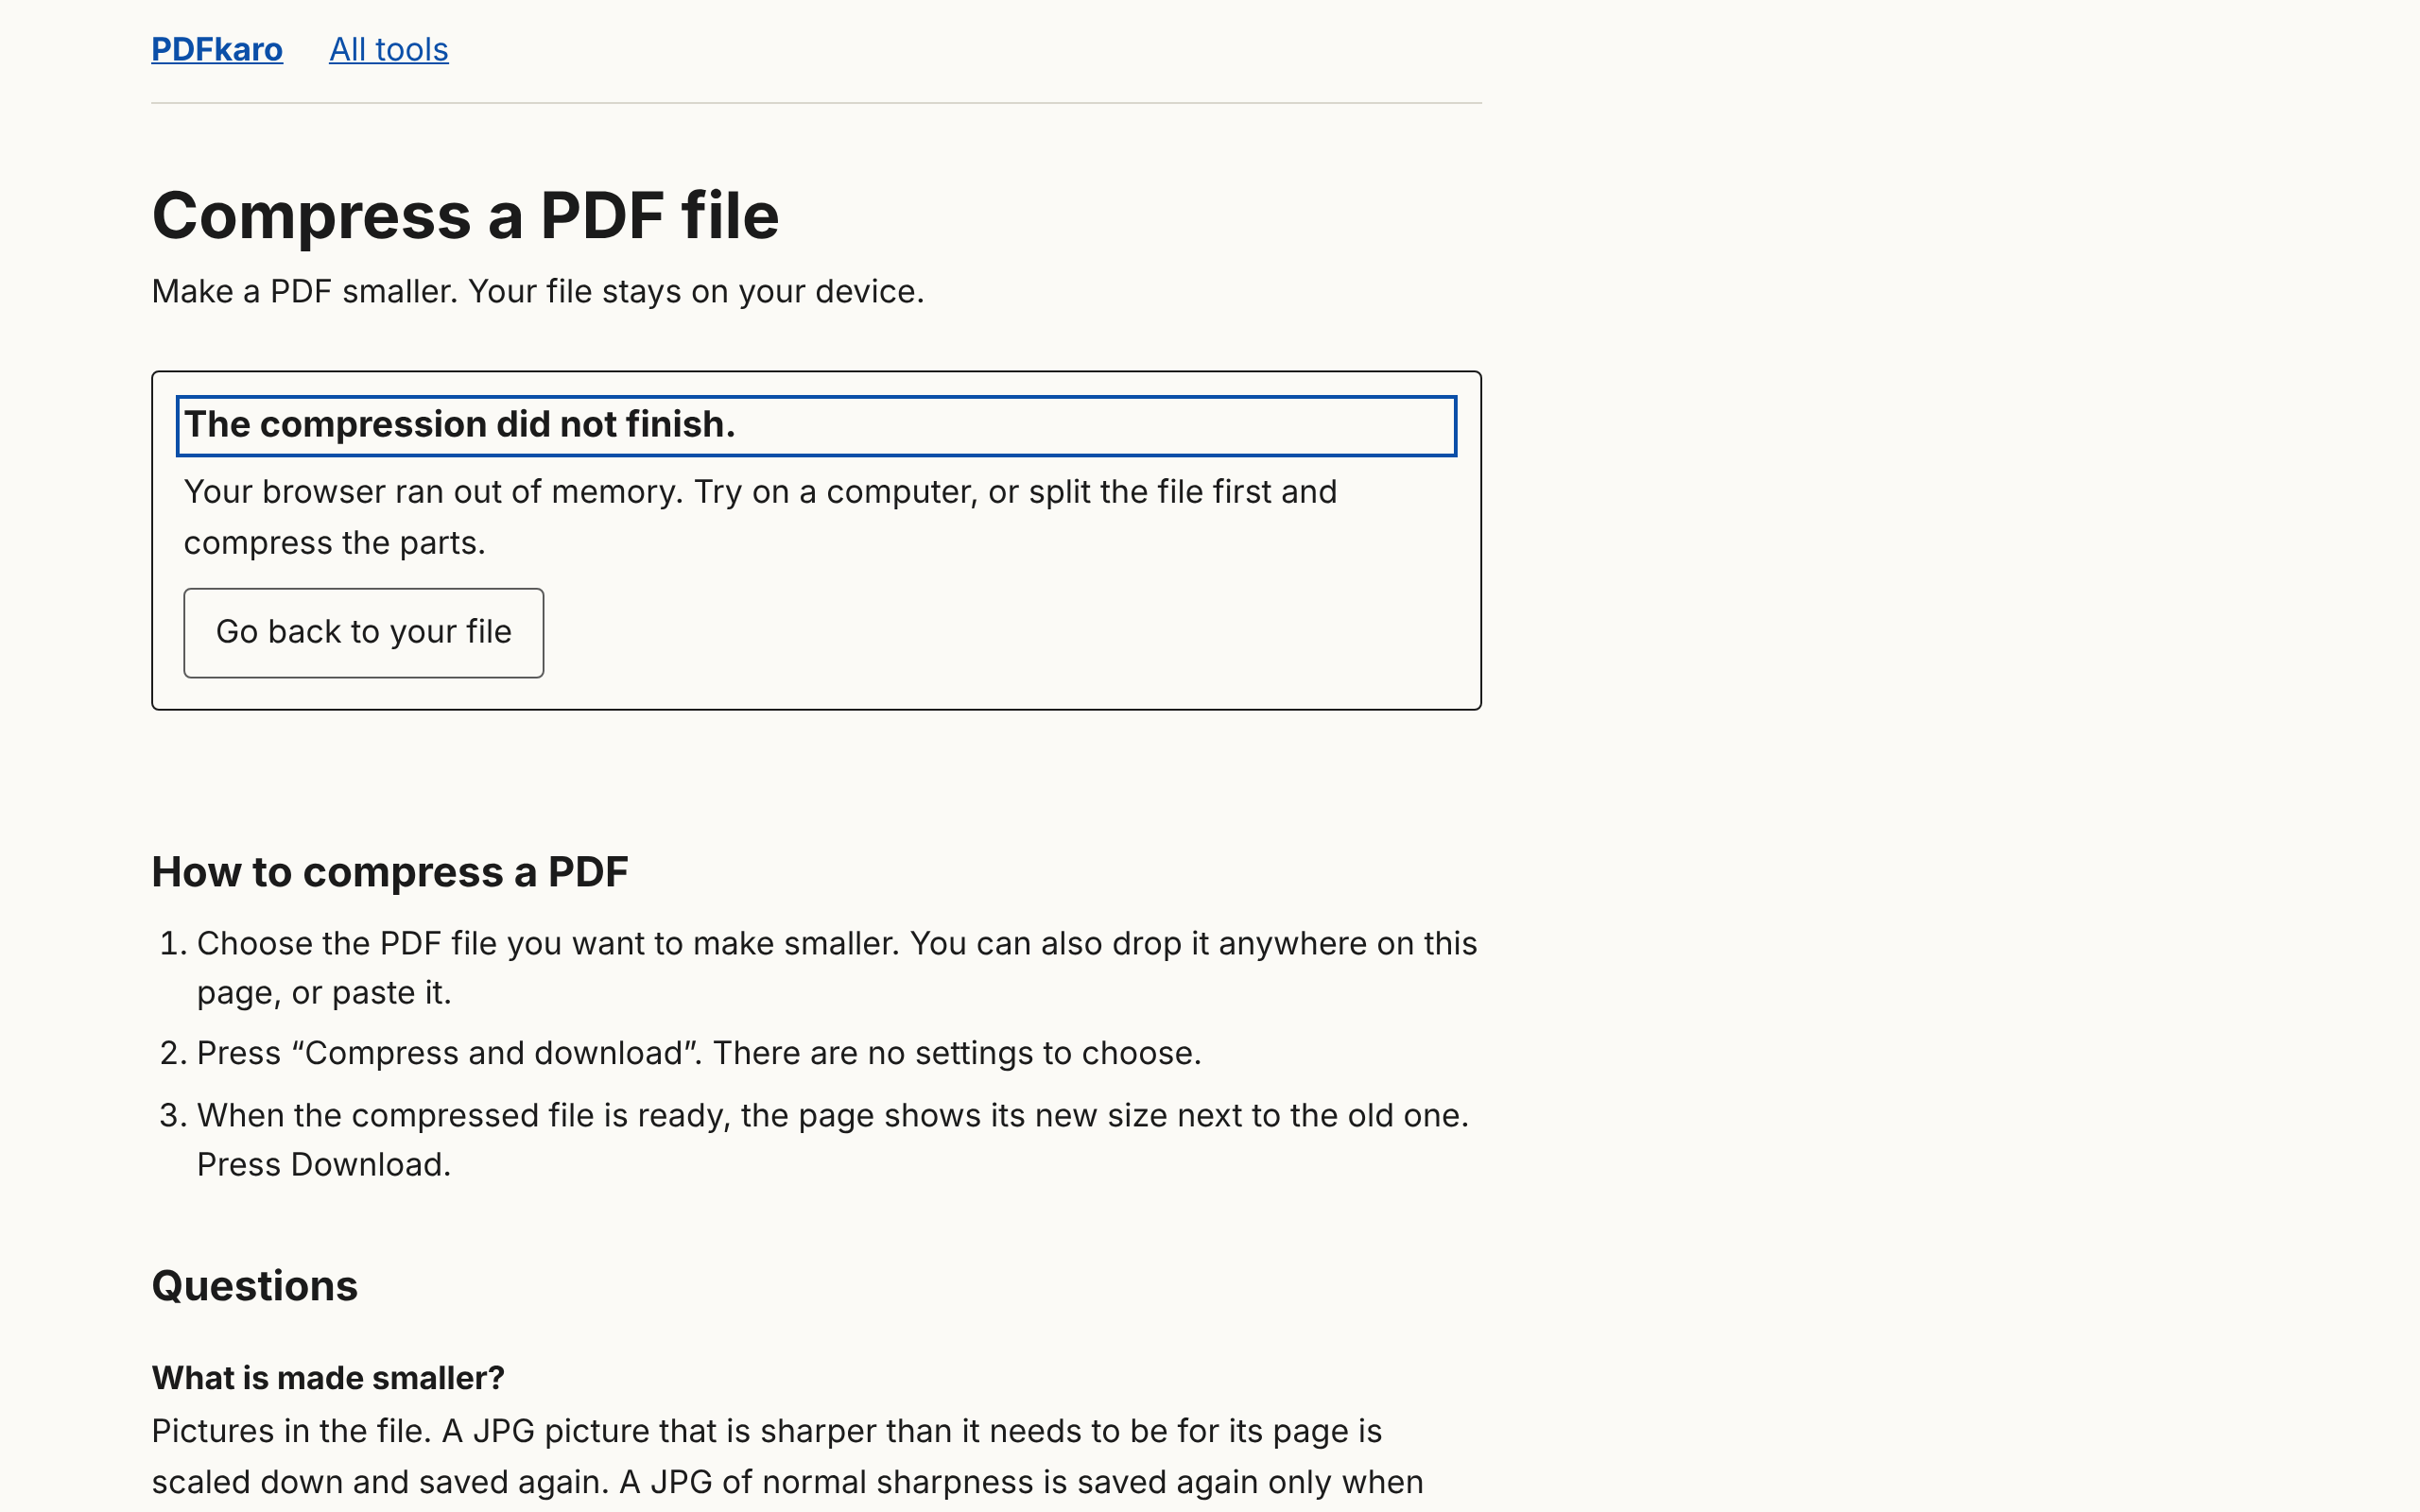 PDFkaro All tools
Compress a PDF file
Make a PDF smaller. Your file stays on your device.
The compression did not finish.
Your browser ran out of memory. Try on a computer, or split the file first and
compress the parts.
Go back to your file
How to compress a PDF
1. Choose the PDF file you want to make smaller. You can also drop it anywhere on this
page, or paste it.
2. Press “Compress and download”. There are no settings to choose.
3. When the compressed file is ready, the page shows its new size next to the old one.
Press Download.
Questions
What is made smaller?
Pictures in the file. A JPG picture that is sharper than it needs to be for its page is
scaled down and saved again. A JPG of normal sharpness is saved again only when